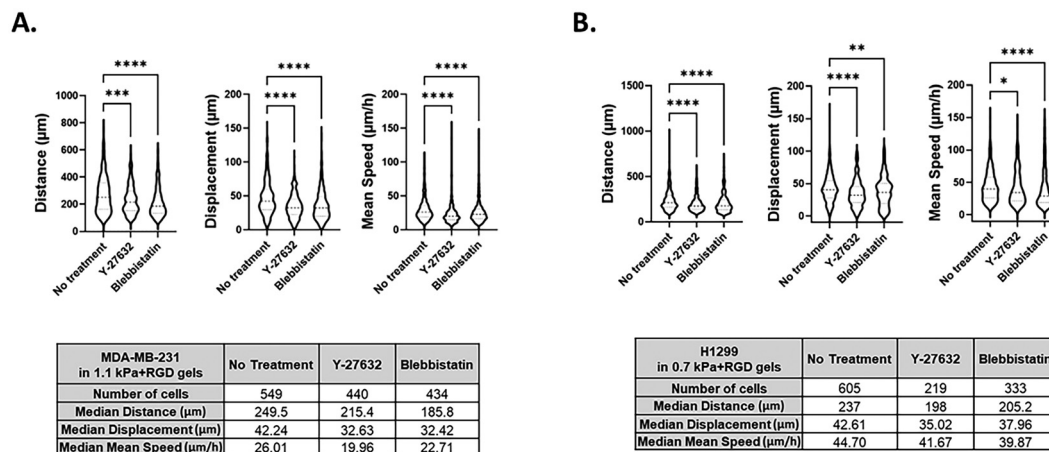 A.
B.
**** 
***
1000
800
600
400
200
0
Distance (µm)
No treatment
Y-27632
Blebbistatin
****
****
200
150
100
50
0
Displacement (µm)
No treatment
Y-27632
Blebbistatin
****
****
200
150
100
50
0
Mean Speed (µm/h)
No treatment
Y-27632
Blebbistatin
****
****
1500
1000
500
0
Distance (µm)
No treatment
Y-27632
Blebbistatin
**
****
200
150
100
50
0
Displacement (µm)
No treatment
Y-27632
Blebbistatin
****
*
200
150
100
50
0
Mean Speed (µm/h)
No treatment
Y-27632
Blebbistatin
MDA-MB-231
in 1.1 kPa+RGD gels
No Treatment Y-27632 Blebbistatin
Number of cells 549 440 434
Median Distance (µm) 249.5 215.4 185.8
Median Displacement (µm) 42.24 32.63 32.42
Median Mean Speed (µm/h) 26.01 19.96 22.71
H1299
in 0.7 kPa+RGD gels
No Treatment Y-27632 Blebbistatin
Number of cells 605 219 333
Median Distance (µm) 237 198 205.2
Median Displacement (µm) 42.61 35.02 37.96
Median Mean Speed (µm/h) 44.70 41.67 39.87